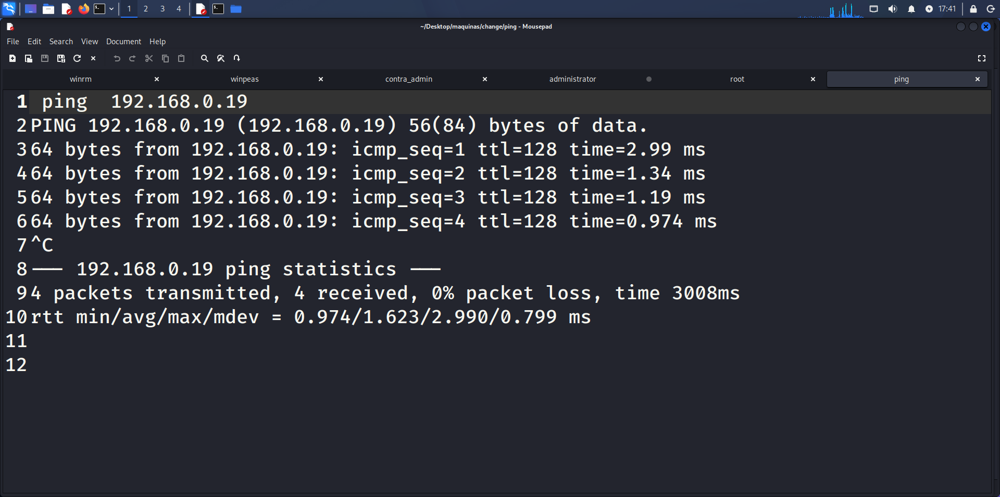 1 2 3 4 17:41
~/Desktop/maquinas/change/ping - Mousepad
File Edit Search View Document Help
winrm winpeas contra_admin administrator root ping
1 ping  192.168.0.19
2 PING 192.168.0.19 (192.168.0.19) 56(84) bytes of data.
3 64 bytes from 192.168.0.19: icmp_seq=1 ttl=128 time=2.99 ms
4 64 bytes from 192.168.0.19: icmp_seq=2 ttl=128 time=1.34 ms
5 64 bytes from 192.168.0.19: icmp_seq=3 ttl=128 time=1.19 ms
6 64 bytes from 192.168.0.19: icmp_seq=4 ttl=128 time=0.974 ms
7 ^C
8 --- 192.168.0.19 ping statistics ---
9 4 packets transmitted, 4 received, 0% packet loss, time 3008ms
10 rtt min/avg/max/mdev = 0.974/1.623/2.990/0.799 ms
11
12